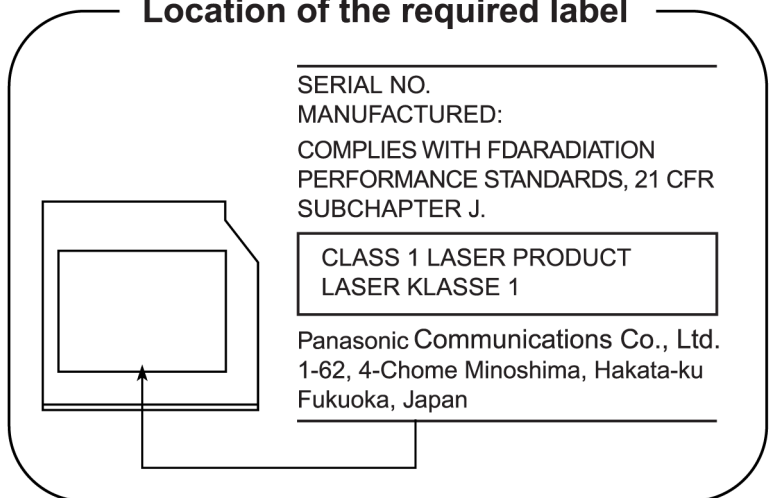 Location of the required label
SERIAL NO.
MANUFACTURED:
COMPLIES WITH FDARADIATION
PERFORMANCE STANDARDS, 21 CFR
SUBCHAPTER J.
CLASS 1 LASER PRODUCT
LASER KLASSE 1
Panasonic Communications Co., Ltd.
1-62, 4-Chome Minoshima, Hakata-ku
Fukuoka, Japan